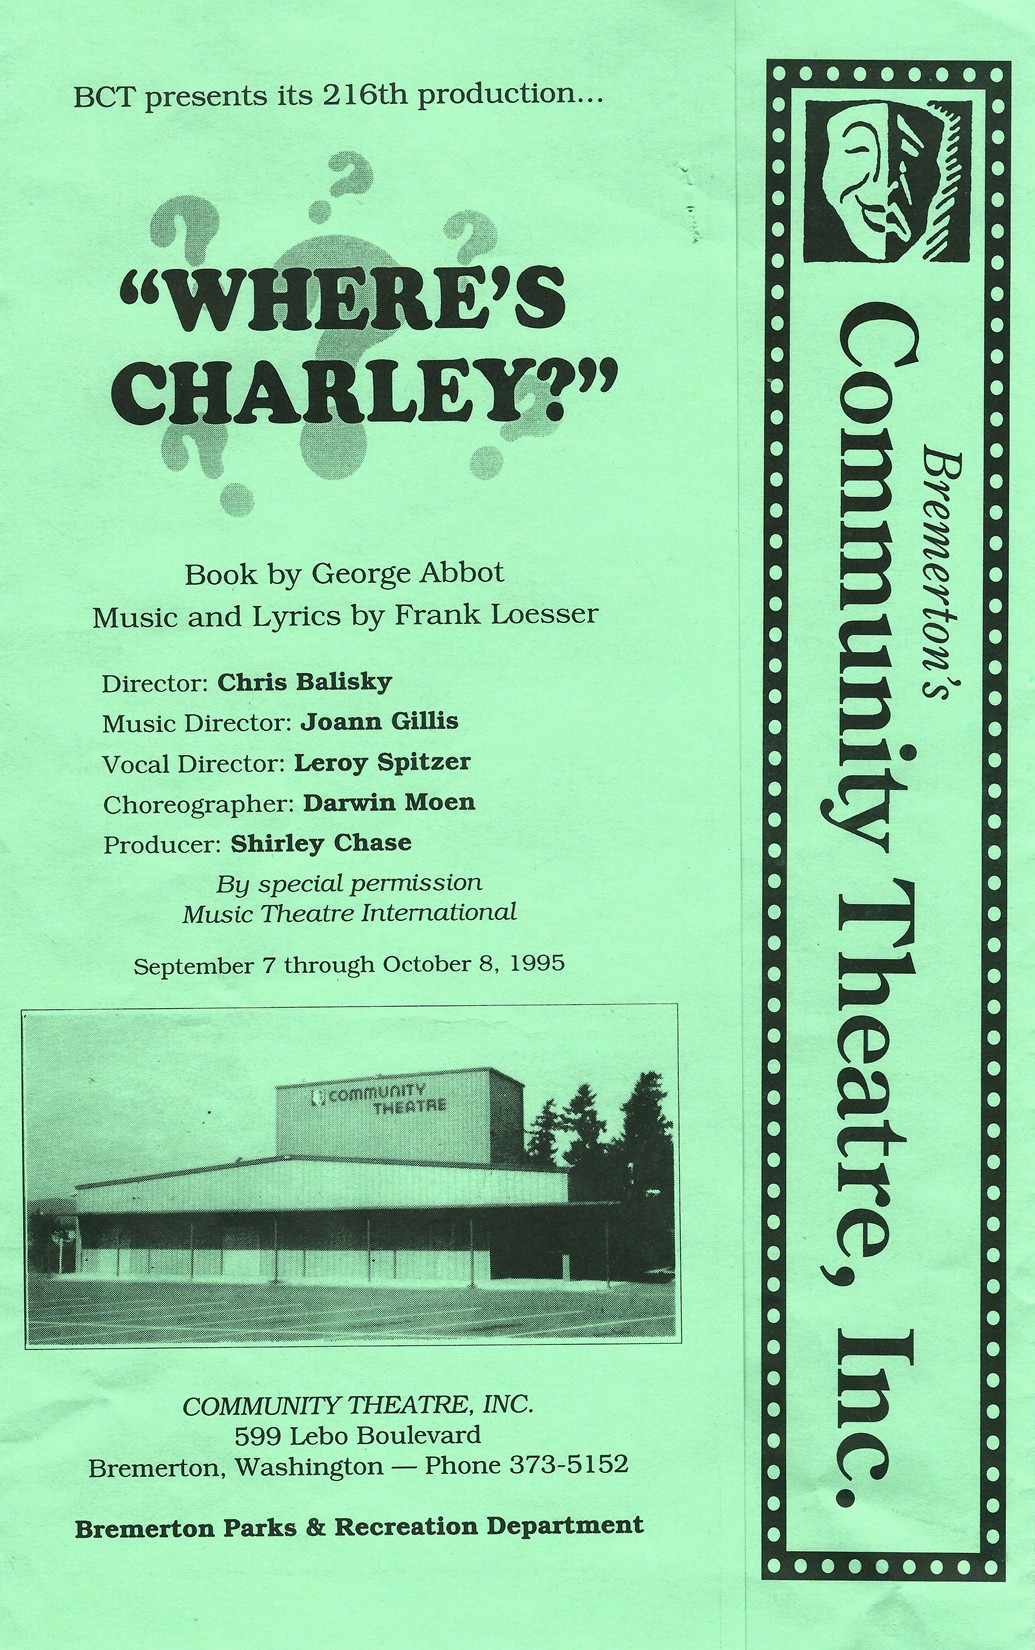 BCT presents its 216th production...
"WHERE'S
CHARLEY?"
Book by George Abbot
Music and Lyrics by Frank Loesser
Director: Chris Balisky
Music Director: Joann Gillis
Vocal Director: Leroy Spitzer
Choreographer: Darwin Moen
Producer: Shirley Chase
By special permission
Music Theatre International
September 7 through October 8, 1995
COMMUNITY
THEATRE
COMMUNITY THEATRE, INC.
599 Lebo Boulevard
Bremerton, Washington — Phone 373-5152
Bremerton Parks & Recreation Department
Bremerton's
Community Theatre, Inc.